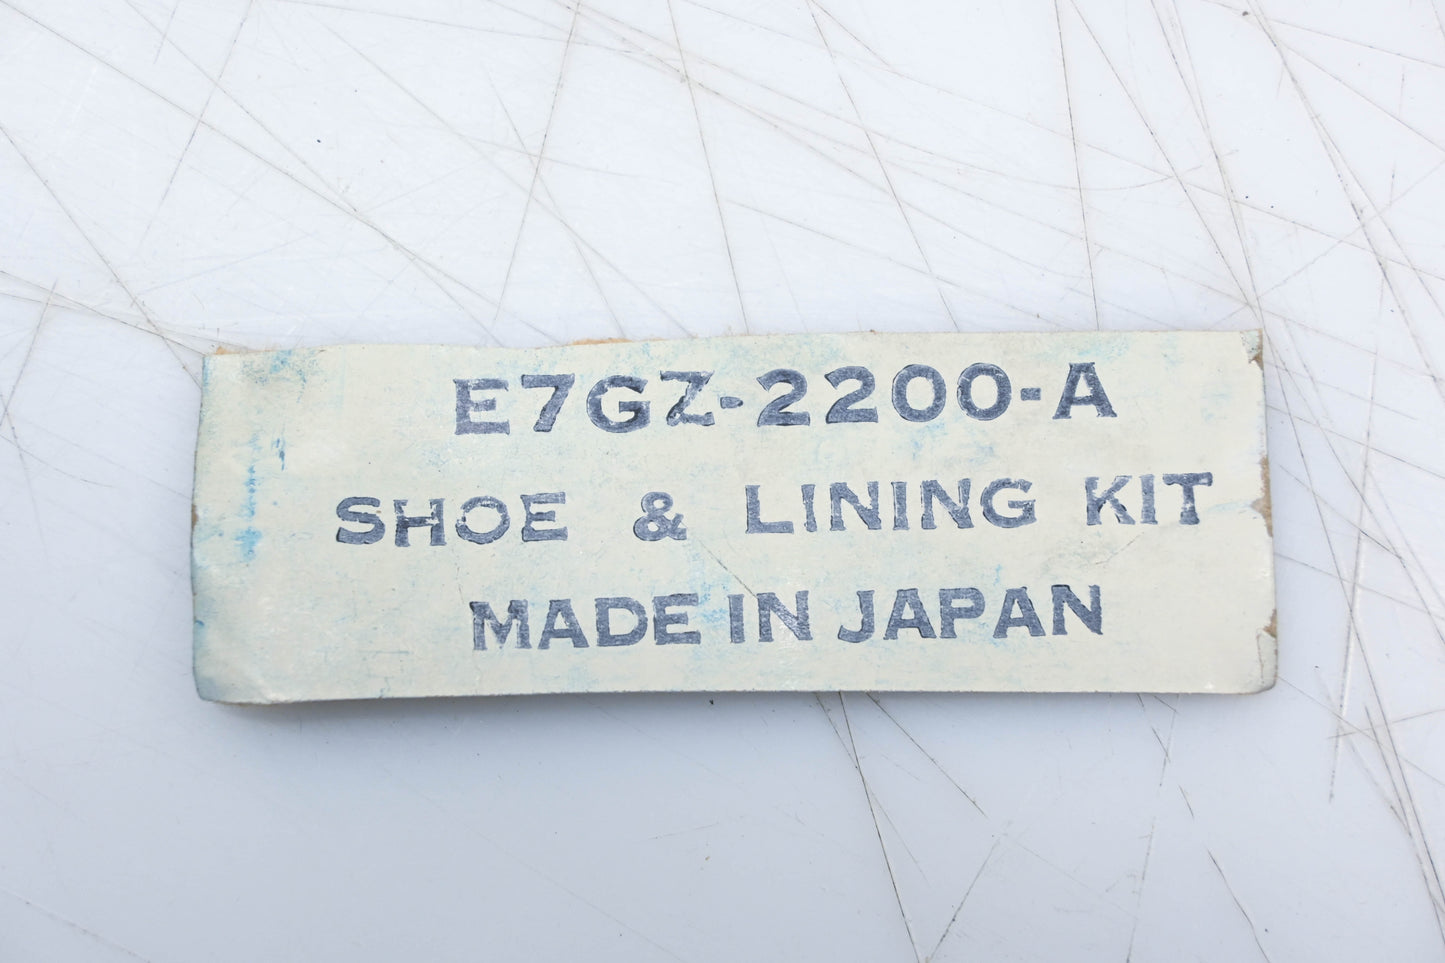 E7GZ-2200-A
SHOE & LINING KIT
MADE IN JAPAN